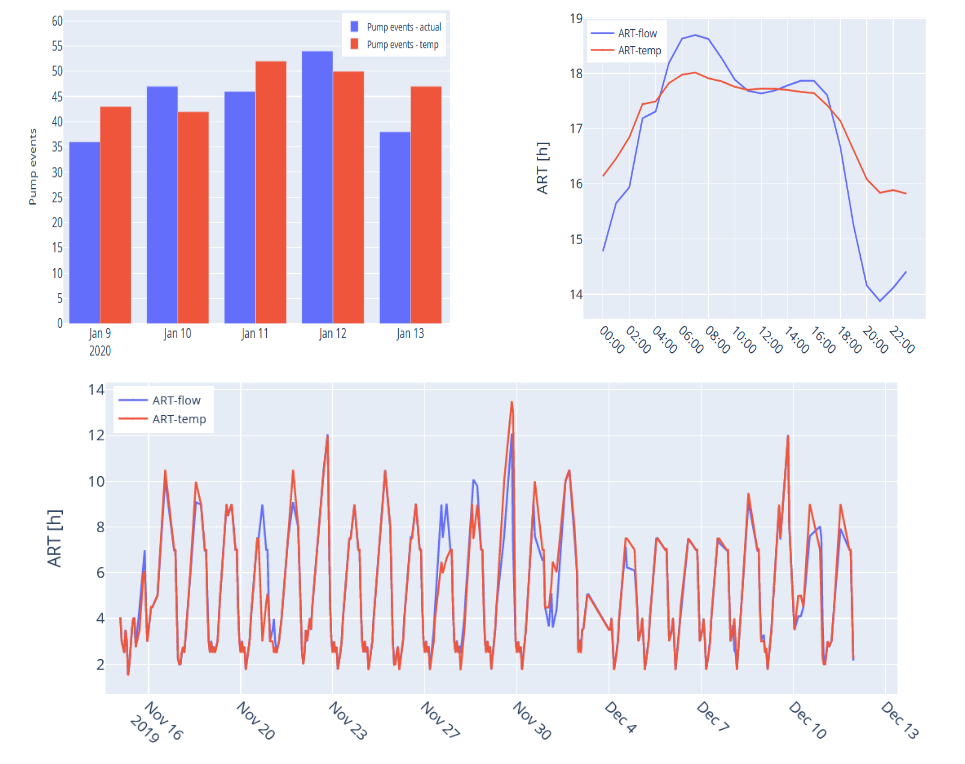 60
55
50
45
40
35
30
25
20
15
10
5
0
Pump events
Pump events - actual
Pump events - temp
Jan 9
2020
Jan 10
Jan 11
Jan 12
Jan 13
19
18
17
16
15
14
ART [h]
ART-flow
ART-temp
00:00
02:00
04:00
06:00
08:00
10:00
12:00
14:00
16:00
18:00
20:00
22:00
14
12
10
8
6
4
2
ART [h]
ART-flow
ART-temp
Nov 16
2019
Nov 20
Nov 23
Nov 27
Nov 30
Dec 4
Dec 7
Dec 10
Dec 13